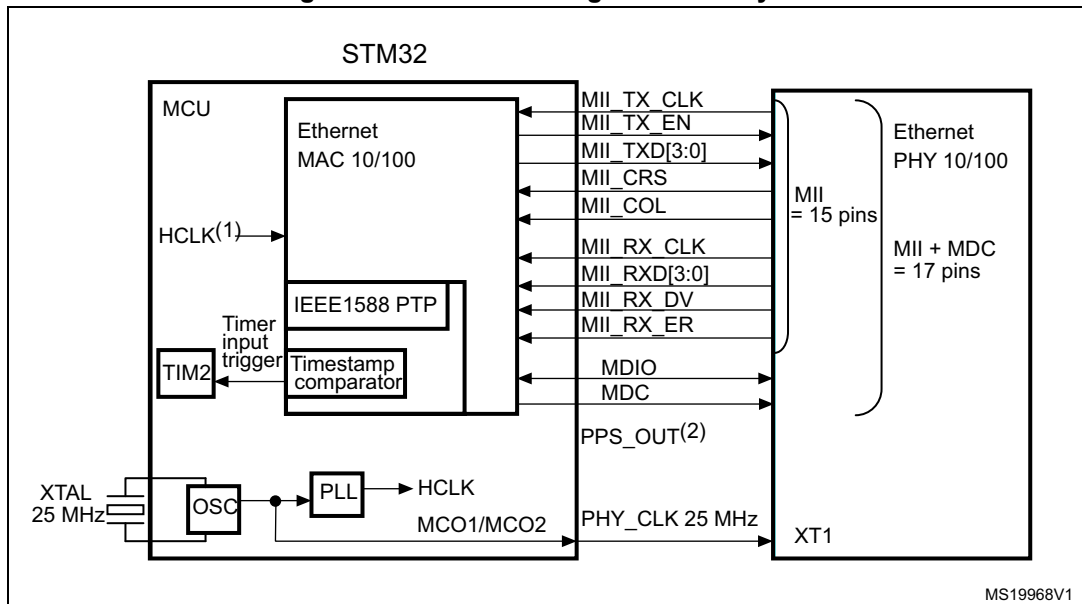 STM32
MCU
Ethernet
MAC 10/100
HCLK(1)
IEEE1588 PTP
Timer
input
trigger
TIM2
Timestamp
comparator
XTAL
25 MHz
OSC
PLL
HCLK
MCO1/MCO2
MII_TX_CLK
MII_TX_EN
MII_TXD[3:0]
MII_CRS
MII_COL
MII_RX_CLK
MII_RXD[3:0]
MII_RX_DV
MII_RX_ER
MDIO
MDC
PPS_OUT(2)
PHY_CLK 25 MHz
MII
= 15 pins
Ethernet
PHY 10/100
MII + MDC
= 17 pins
XT1
MS19968V1